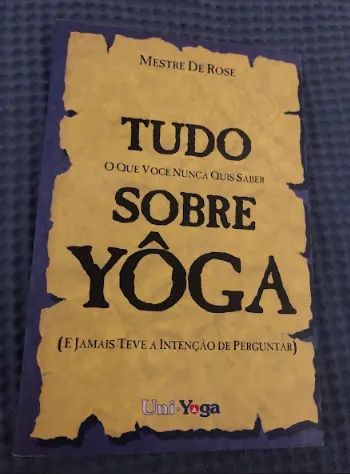 MESTRE DE ROSE
TUDO
O QUE VOCÊ NUNCA QUIS SABER
SOBRE
YÔGA
(E JAMAIS TEVE A INTENÇÃO DE PERGUNTAR)
Uni-Yoga